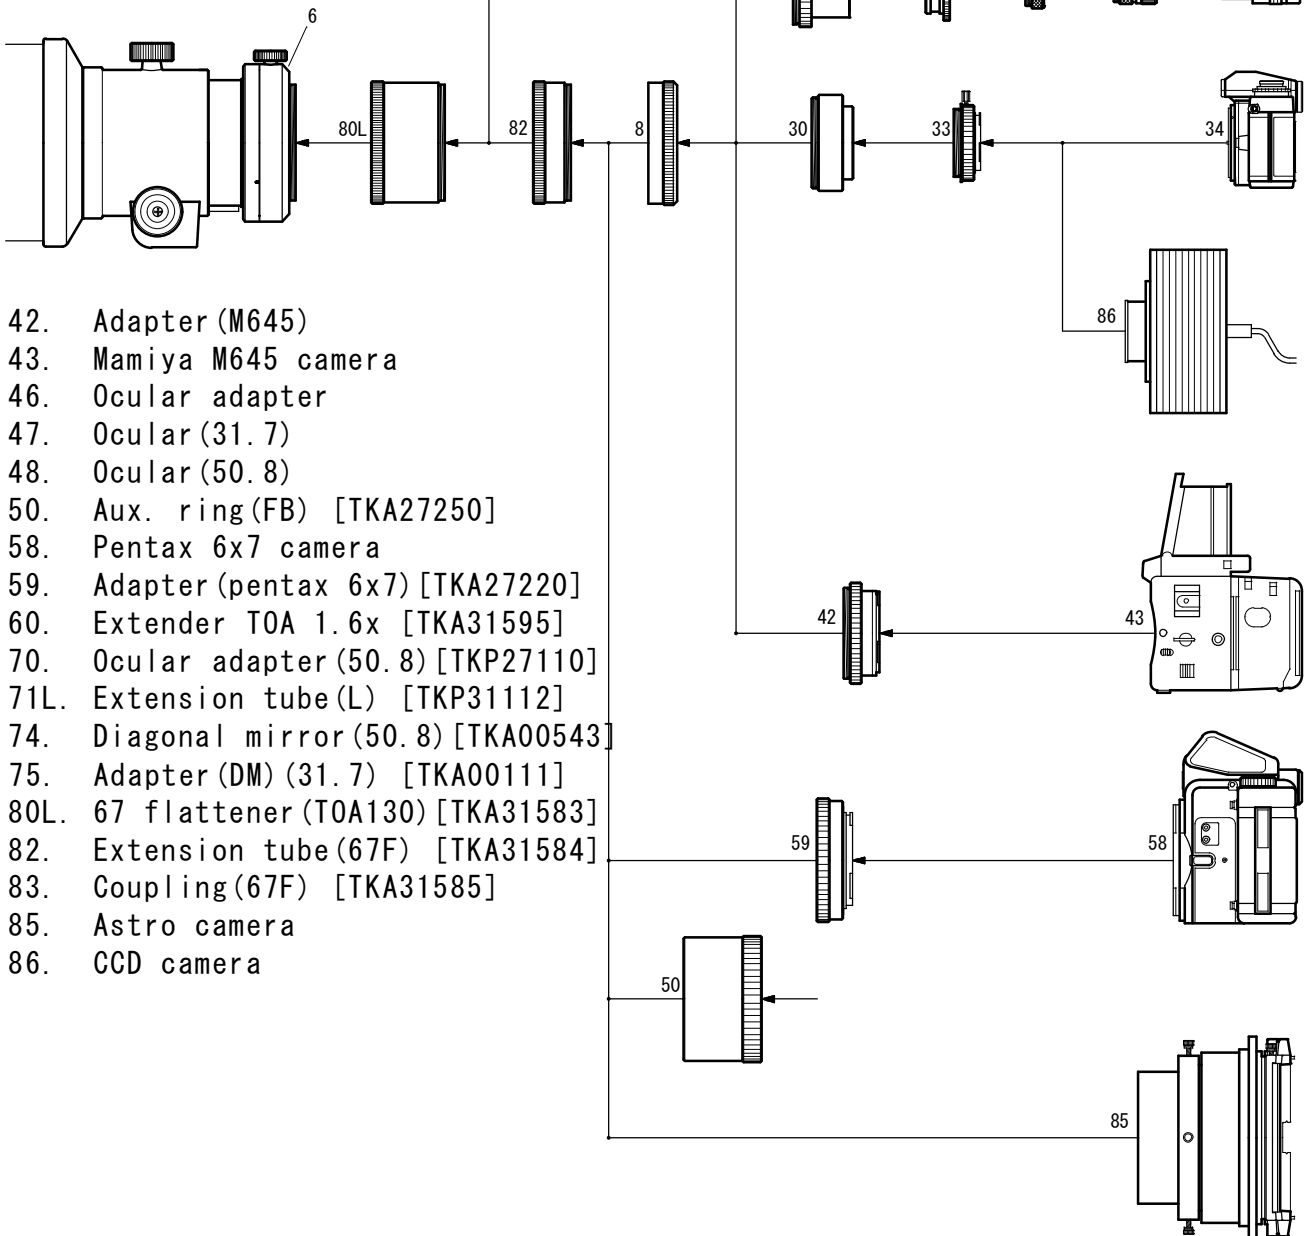 6
80L
82
8
30
33
34
86
42. Adapter(M645)
43. Mamiya M645 camera
46. Ocular adapter
47. Ocular(31.7)
48. Ocular(50.8)
50. Aux. ring(FB) [TKA27250]
58. Pentax 6x7 camera
59. Adapter(pentax 6x7)[TKA27220]
60. Extender TOA 1.6x [TKA31595]
70. Ocular adapter(50.8)[TKP27110]
71L. Extension tube(L) [TKP31112]
74. Diagonal mirror(50.8)[TKA00543]
75. Adapter(DM)(31.7) [TKA00111]
80L. 67 flattener(TOA130)[TKA31583]
82. Extension tube(67F) [TKA31584]
83. Coupling(67F) [TKA31585]
85. Astro camera
86. CCD camera
42
43
59
58
50
85